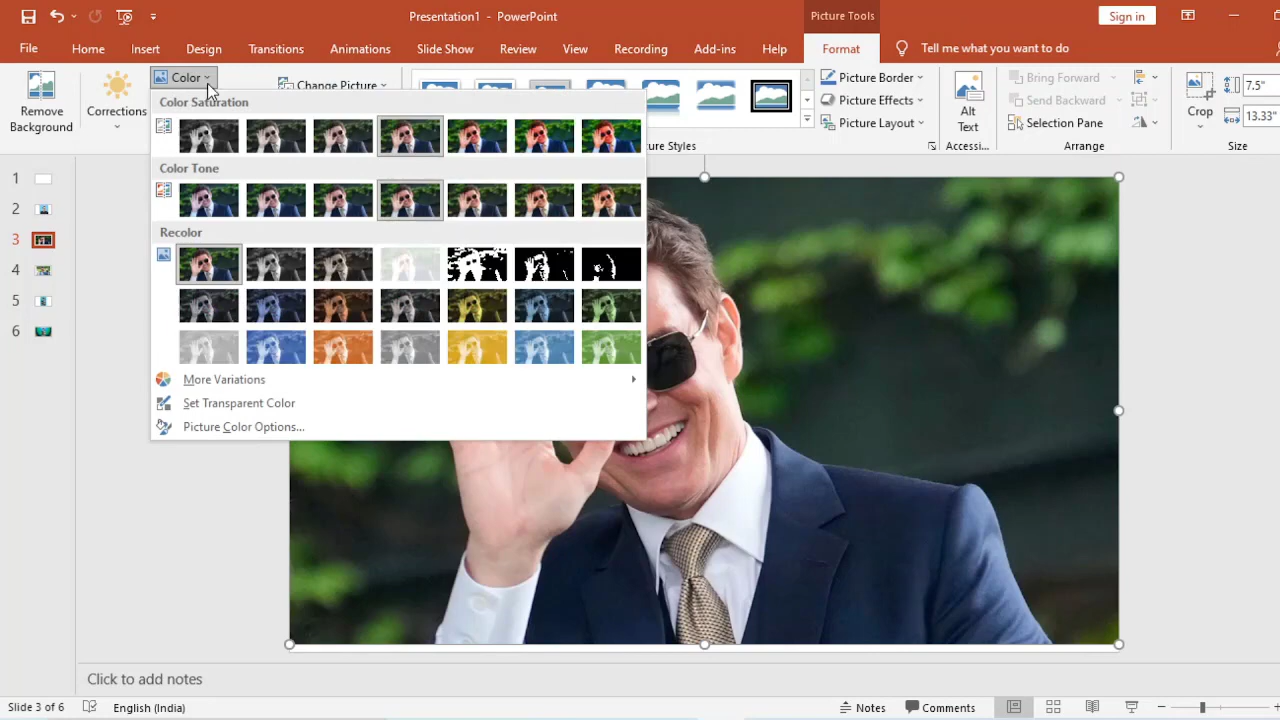 Presentation1 - PowerPoint
Picture Tools
Sign in
File Home Insert Design Transitions Animations Slide Show Review View Recording Add-ins Help Format Tell me what you want to do
Remove Background
Corrections
Color
Change Picture
Picture Border
Picture Effects
Picture Layout
Picture Styles
Alt Text
Accessi...
Bring Forward
Send Backward
Selection Pane
Arrange
Crop
7.5"
13.33"
Size
Color Saturation
Color Tone
Recolor
More Variations
Set Transparent Color
Picture Color Options...
1
2
3
4
5
6
Click to add notes
Slide 3 of 6 English (India) Notes Comments